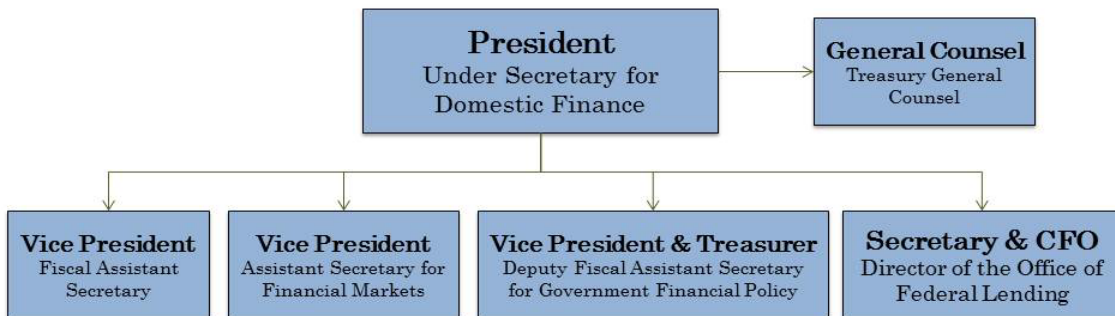 President
Under Secretary for
Domestic Finance
General Counsel
Treasury General
Counsel
Vice President
Fiscal Assistant
Secretary
Vice President
Assistant Secretary for
Financial Markets
Vice President & Treasurer
Deputy Fiscal Assistant Secretary
for Government Financial Policy
Secretary & CFO
Director of the Office of
Federal Lending